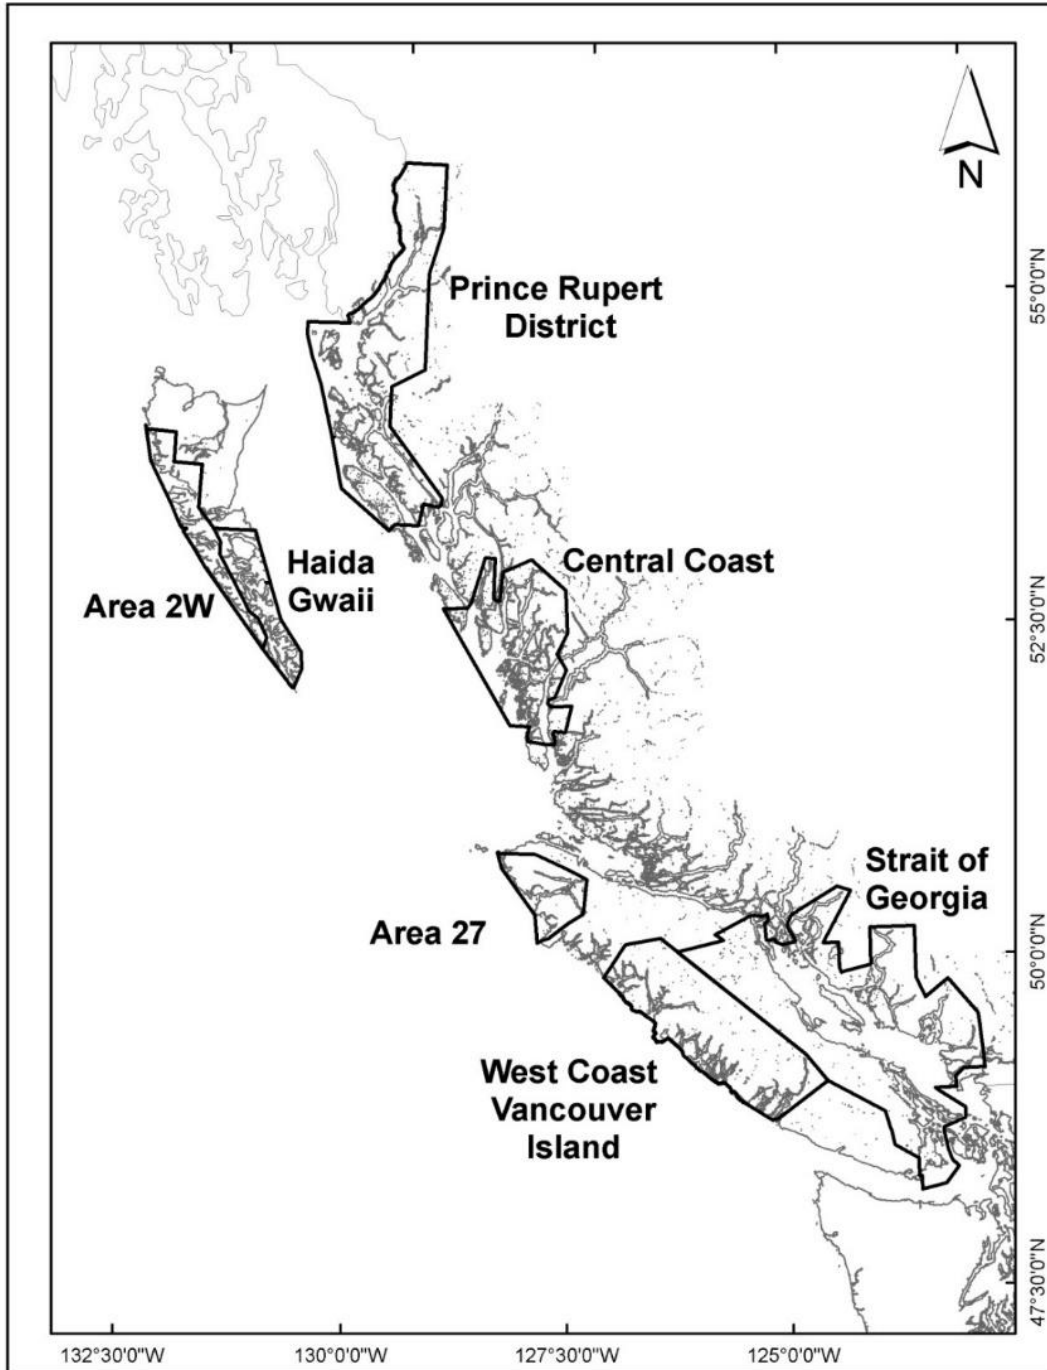 N
55°0'0"N
Prince Rupert
District
Central Coast
Haida
Gwaii
Area 2W
52°30'0"N
Strait of
Georgia
Area 27
50°0'0"N
West Coast
Vancouver
Island
47°30'0"N
132°30'0"W
130°0'0"W
127°30'0"W
125°0'0"W